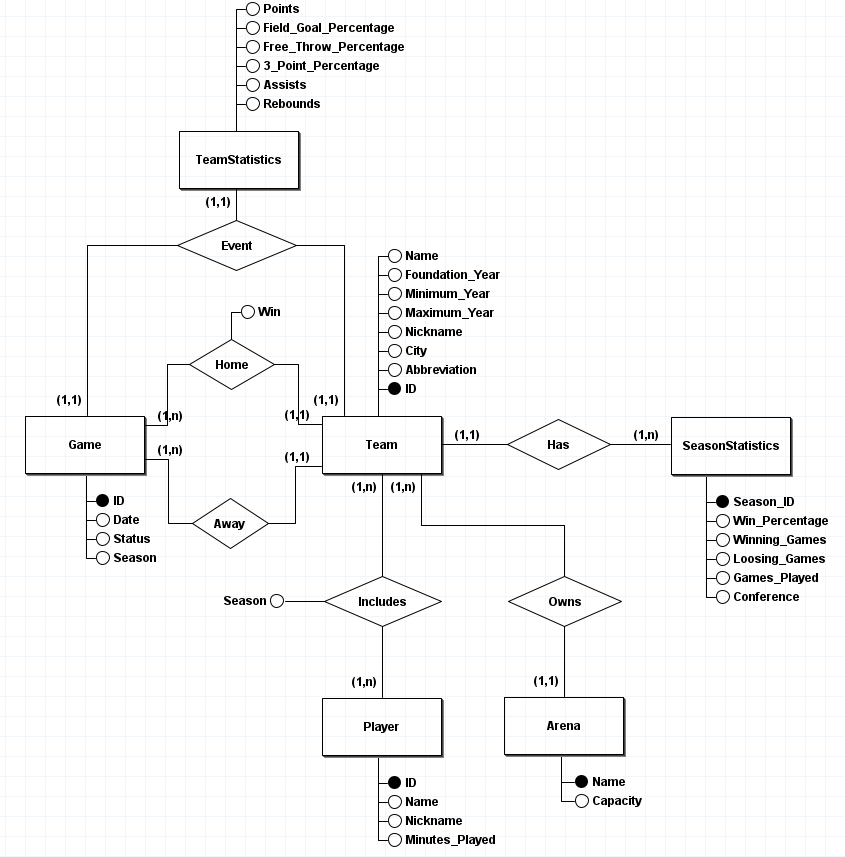 Points
Field_Goal_Percentage
Free_Throw_Percentage
3_Point_Percentage
Assists
Rebounds
TeamStatistics
(1,1)
Event
Name
Foundation_Year
Minimum_Year
Maximum_Year
Nickname
City
Abbreviation
ID
Win
Home
(1,1)
(1,1)
(1,n)
(1,1)
Game
Team
(1,1)
Has
(1,n)
SeasonStatistics
(1,n)
(1,1)
Away
(1,n)
(1,n)
ID
Date
Status
Season
Season_ID
Win_Percentage
Winning_Games
Loosing_Games
Games_Played
Conference
Season
Includes
Owns
(1,n)
(1,1)
Player
Arena
ID
Name
Nickname
Minutes_Played
Name
Capacity